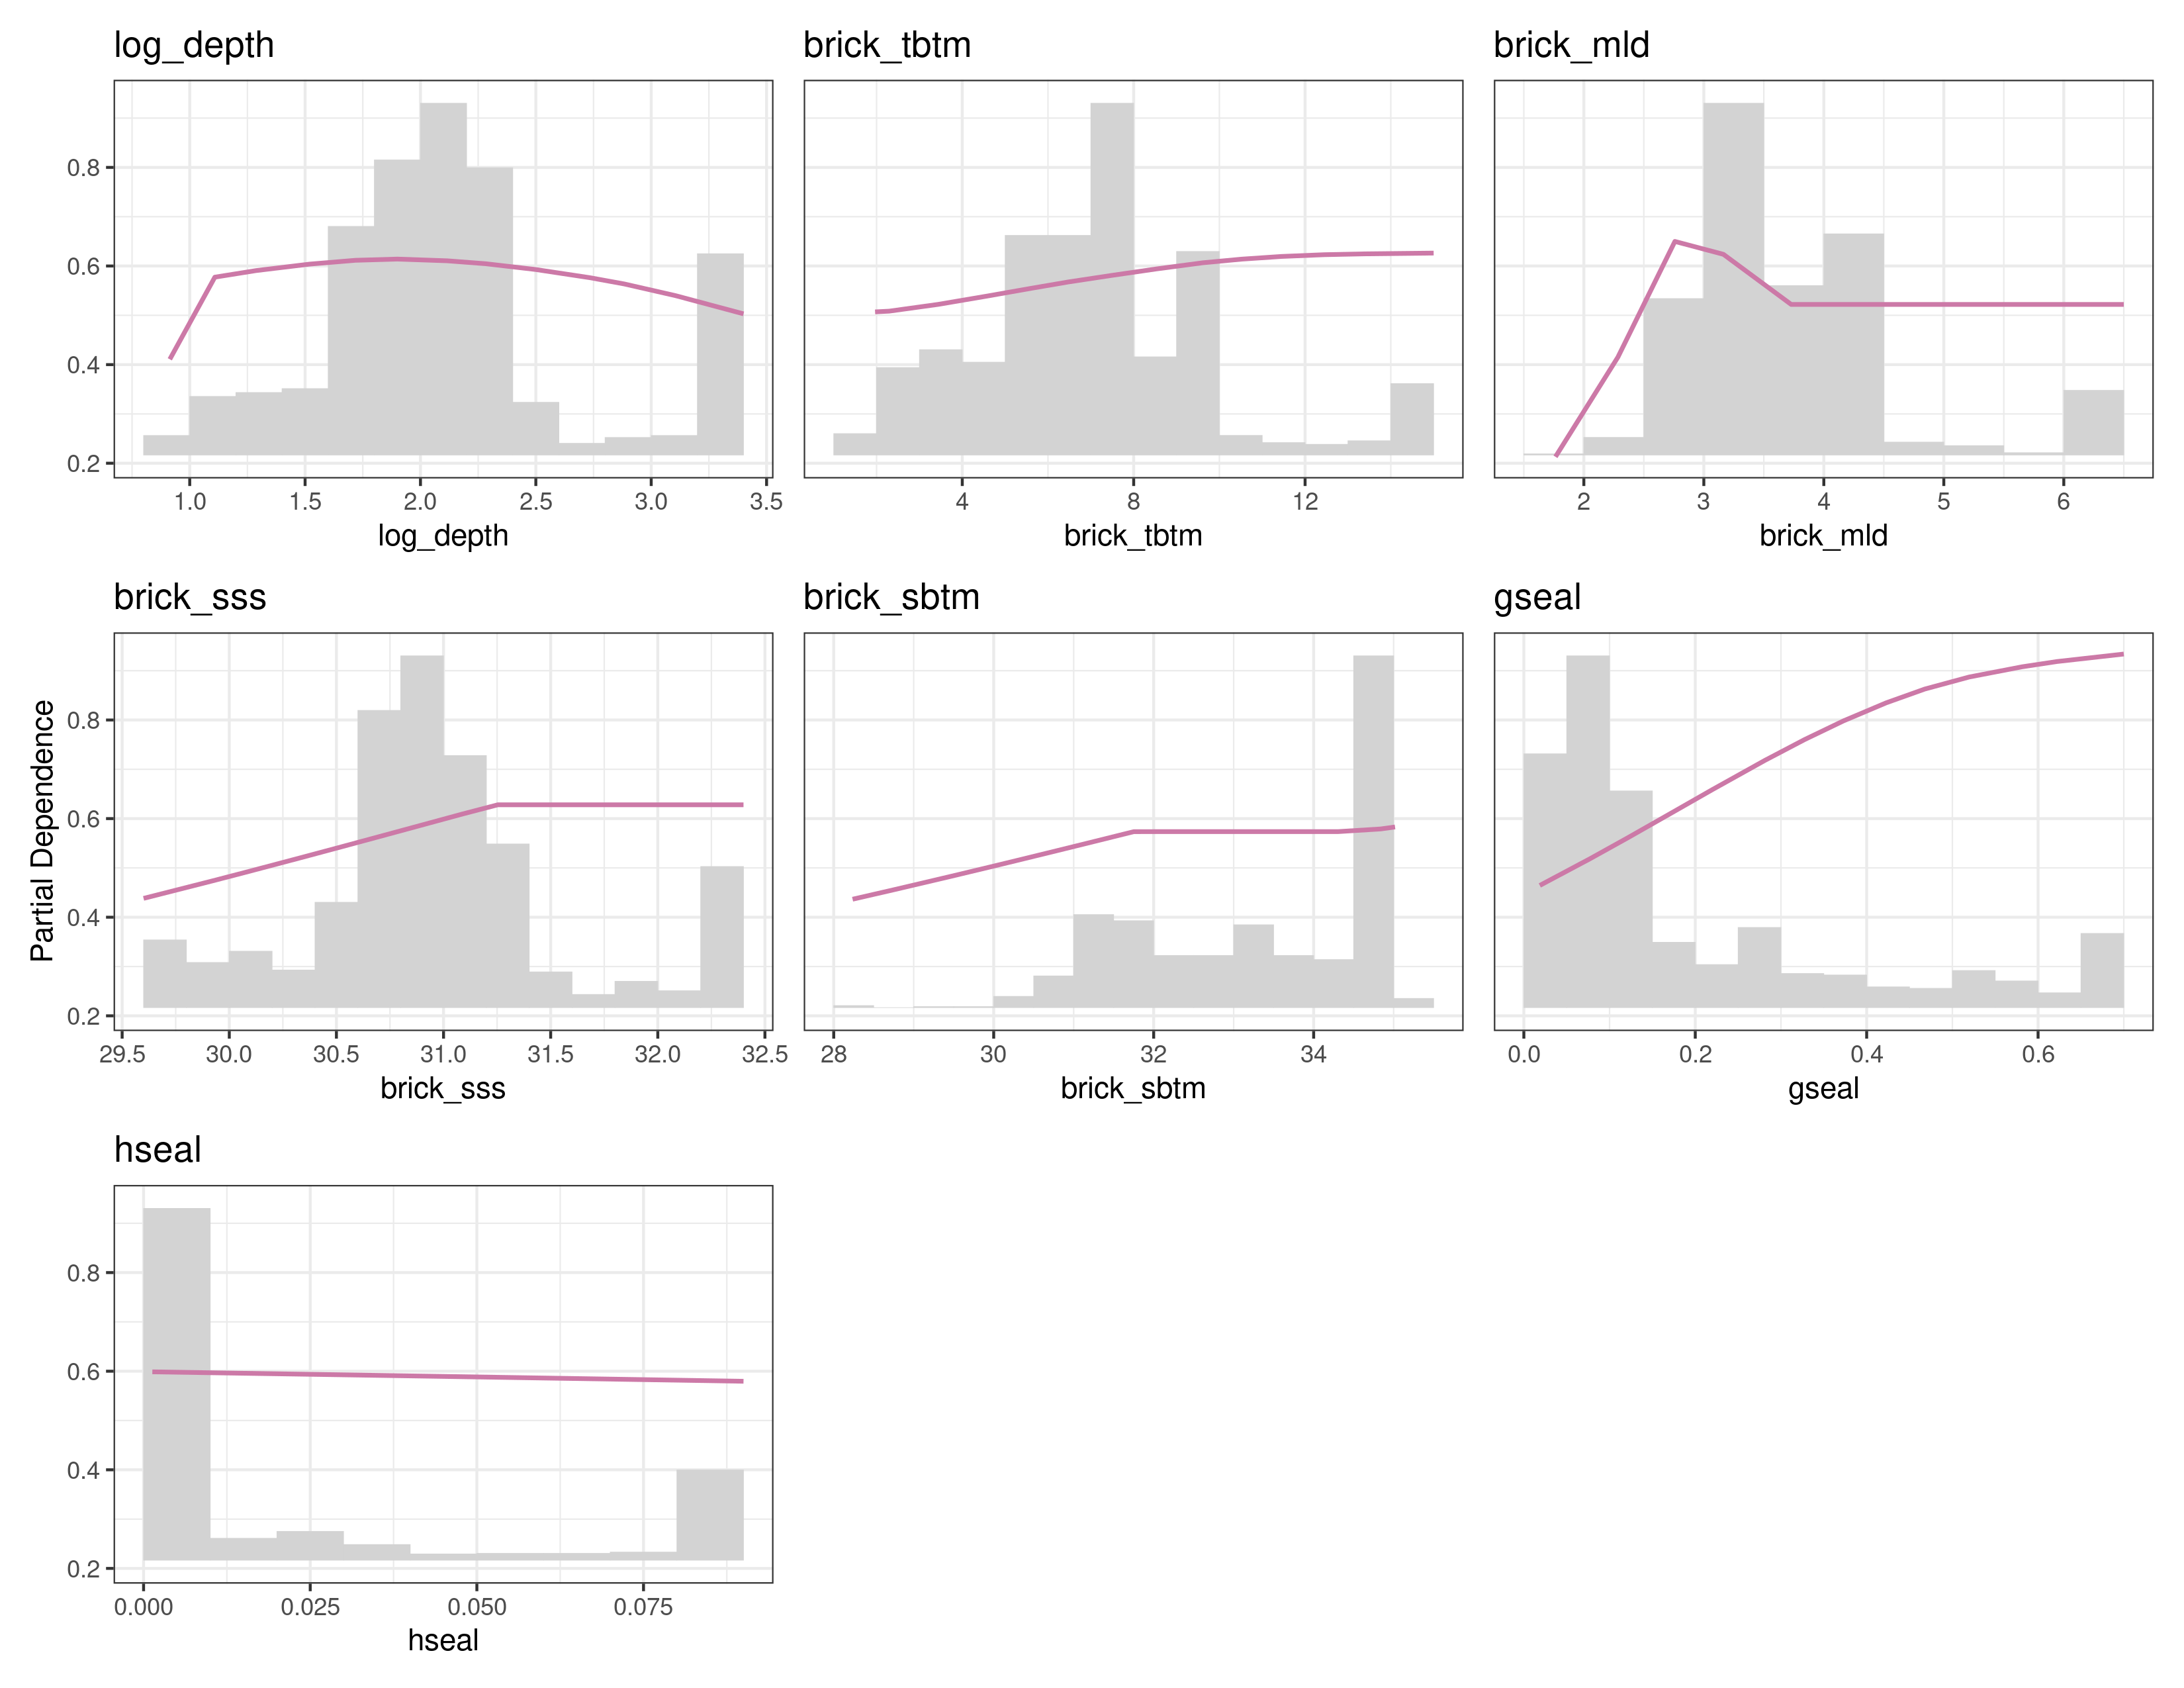 log_depth
brick_tbtm
brick_mld
0.8
0.6
0.4
0.2
1.0 1.5 2.0 2.5 3.0 3.5
4 8 12
2 3 4 5 6
log_depth
brick_tbtm
brick_mld
brick_sss
brick_sbtm
gseal
Partial Dependence
0.8
0.6
0.4
0.2
29.5 30.0 30.5 31.0 31.5 32.0 32.5
28 30 32 34
0.0 0.2 0.4 0.6
brick_sss
brick_sbtm
gseal
hseal
0.8
0.6
0.4
0.2
0.000 0.025 0.050 0.075
hseal